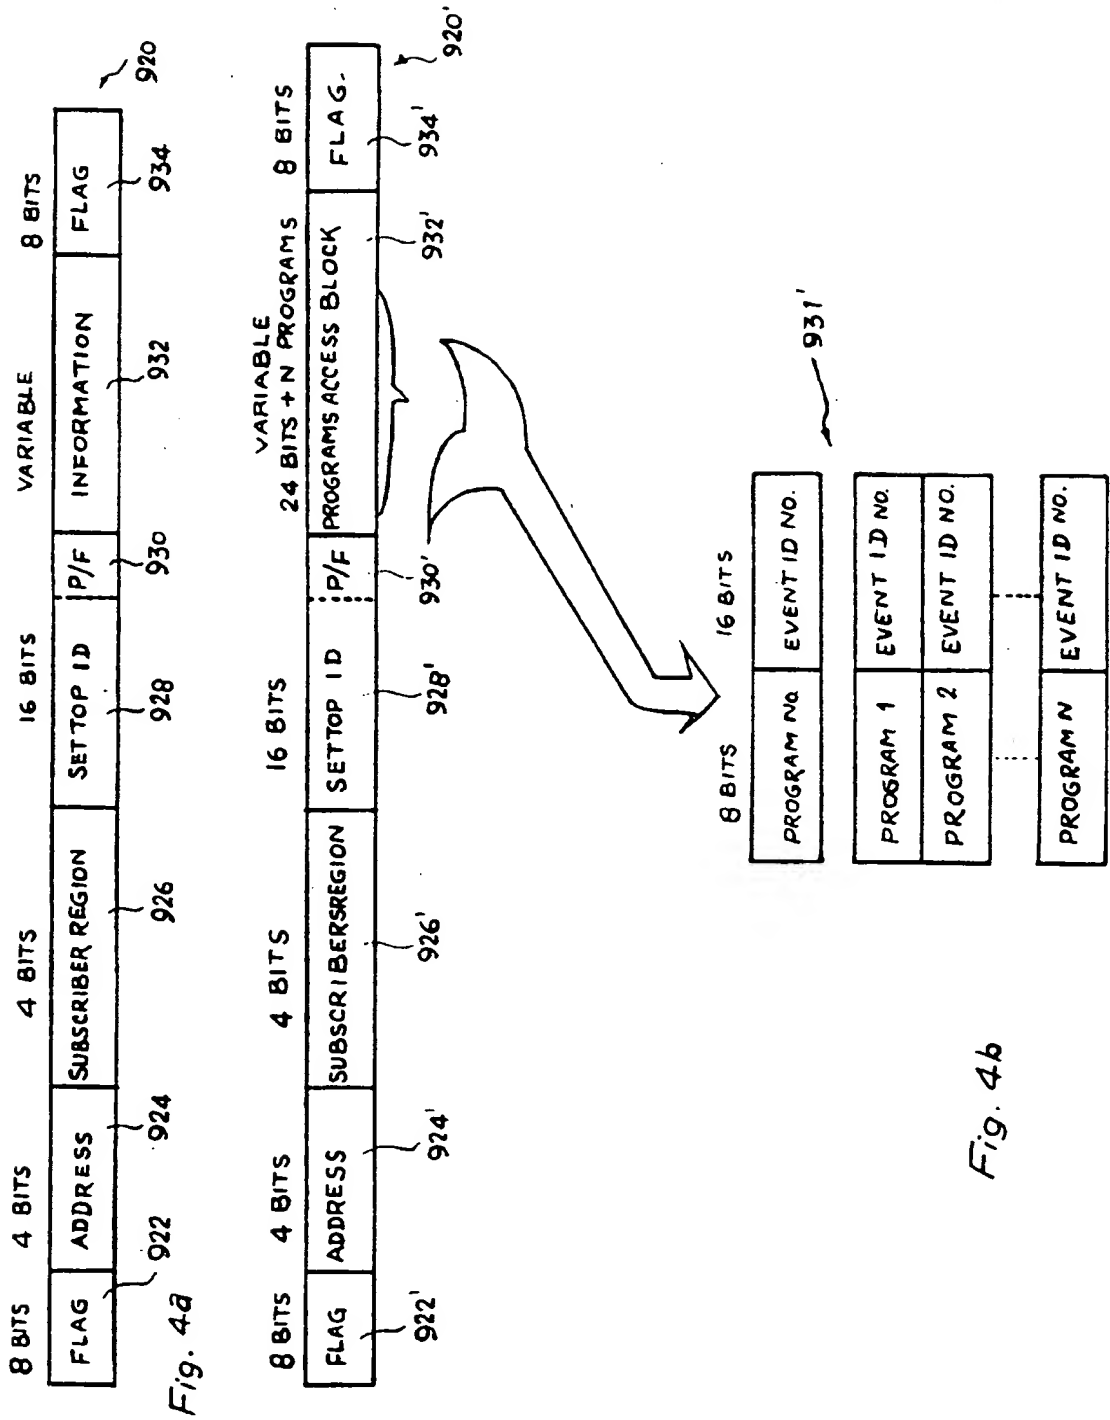 8 BITS 4 BITS 4 BITS 16 BITS VARIABLE 8 BITS
FLAG ADDRESS SUBSCRIBER REGION SET TOP ID P/F INFORMATION FLAG
922 924 926 928 930 932 934 920
Fig. 4a
VARIABLE
8 BITS 4 BITS 4 BITS 16 BITS 24 BITS + N PROGRAMS 8 BITS
FLAG ADDRESS SUBSCRIBERSREGION SETTOP ID P/F PROGRAMS ACCESS BLOCK FLAG.
922' 924' 926' 928' 930' 932' 934' 920'
8 BITS 16 BITS
PROGRAM No. EVENT ID NO.
931'
PROGRAM 1 EVENT ID NO.
PROGRAM 2 EVENT ID NO.
PROGRAM N EVENT ID NO.
Fig. 4b